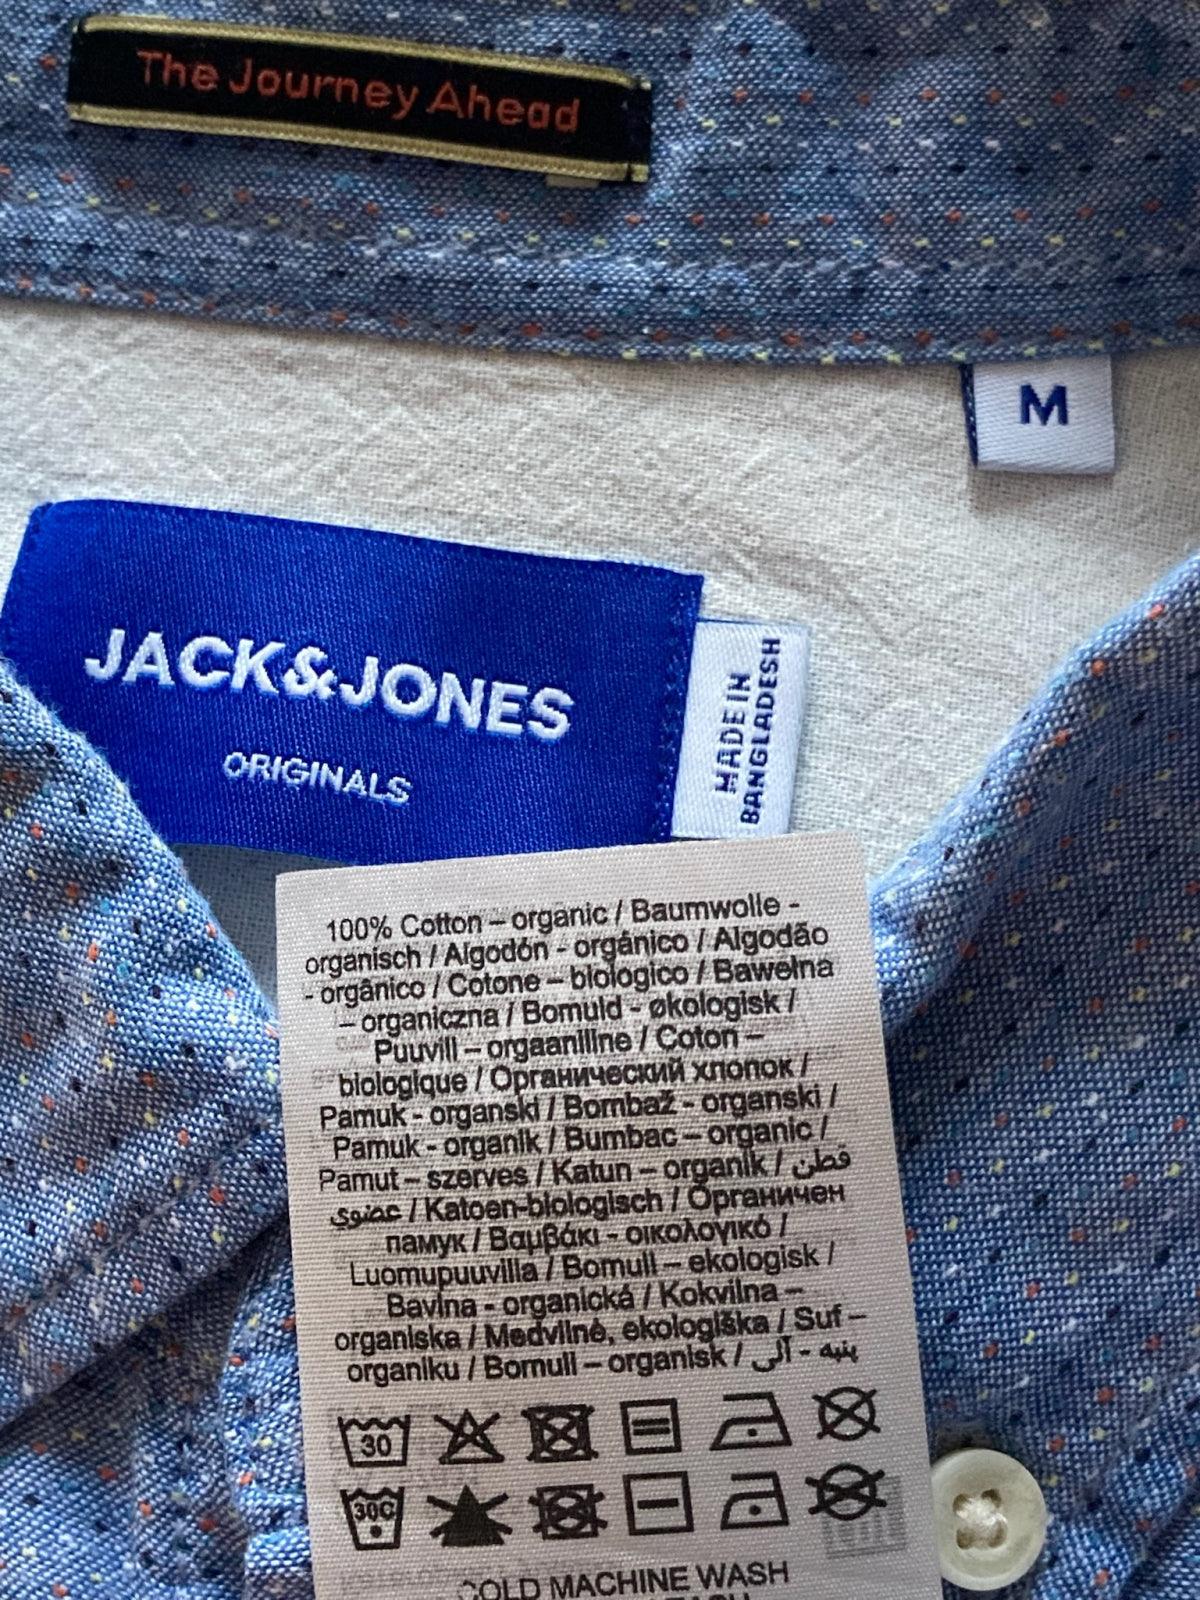 The Journey Ahead
M
JACK&JONES
ORIGINALS
MADE IN
BANGLADESH
100% Cotton – organic / Baumwolle -
organisch / Algodón - orgánico / Algodão
- orgânico / Cotone – biologico / Bawełna
– organiczna / Bomuld - økologisk /
Puuvill – orgaaniline / Coton –
biologique / Органический хлопок /
Pamuk - organski / Bombaž - organski /
Pamuk - organik / Bumbac – organic /
Pamut – szerves / Katun – organik / قطن
عضوي / Katoen-biologisch / Органичен
памук / Βαμβάκι - οικολογικό /
Luomupuuvilla / Bomull – ekologisk /
Bavlna - organická / Kokvilna –
organiska / Medvilnė, ekologiška / Suf –
organiku / Bomull – organisk / پنبه - آلی
30
30C
COLD MACHINE WASH